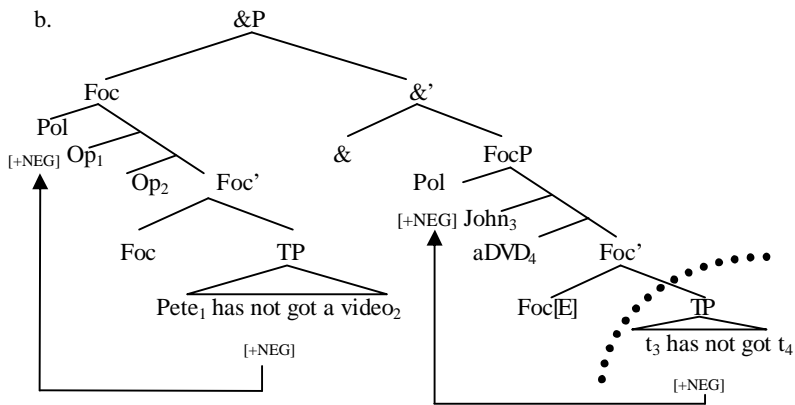 b.
&P
Foc &’
Pol
[+NEG] Op₁ & FocP
Op₂ Foc’ Pol
[+NEG] John₃
Foc TP aDVD₄ Foc’
Pete₁ has not got a video₂ Foc[E] TP
t₃ has not got t₄
[+NEG]
[+NEG]